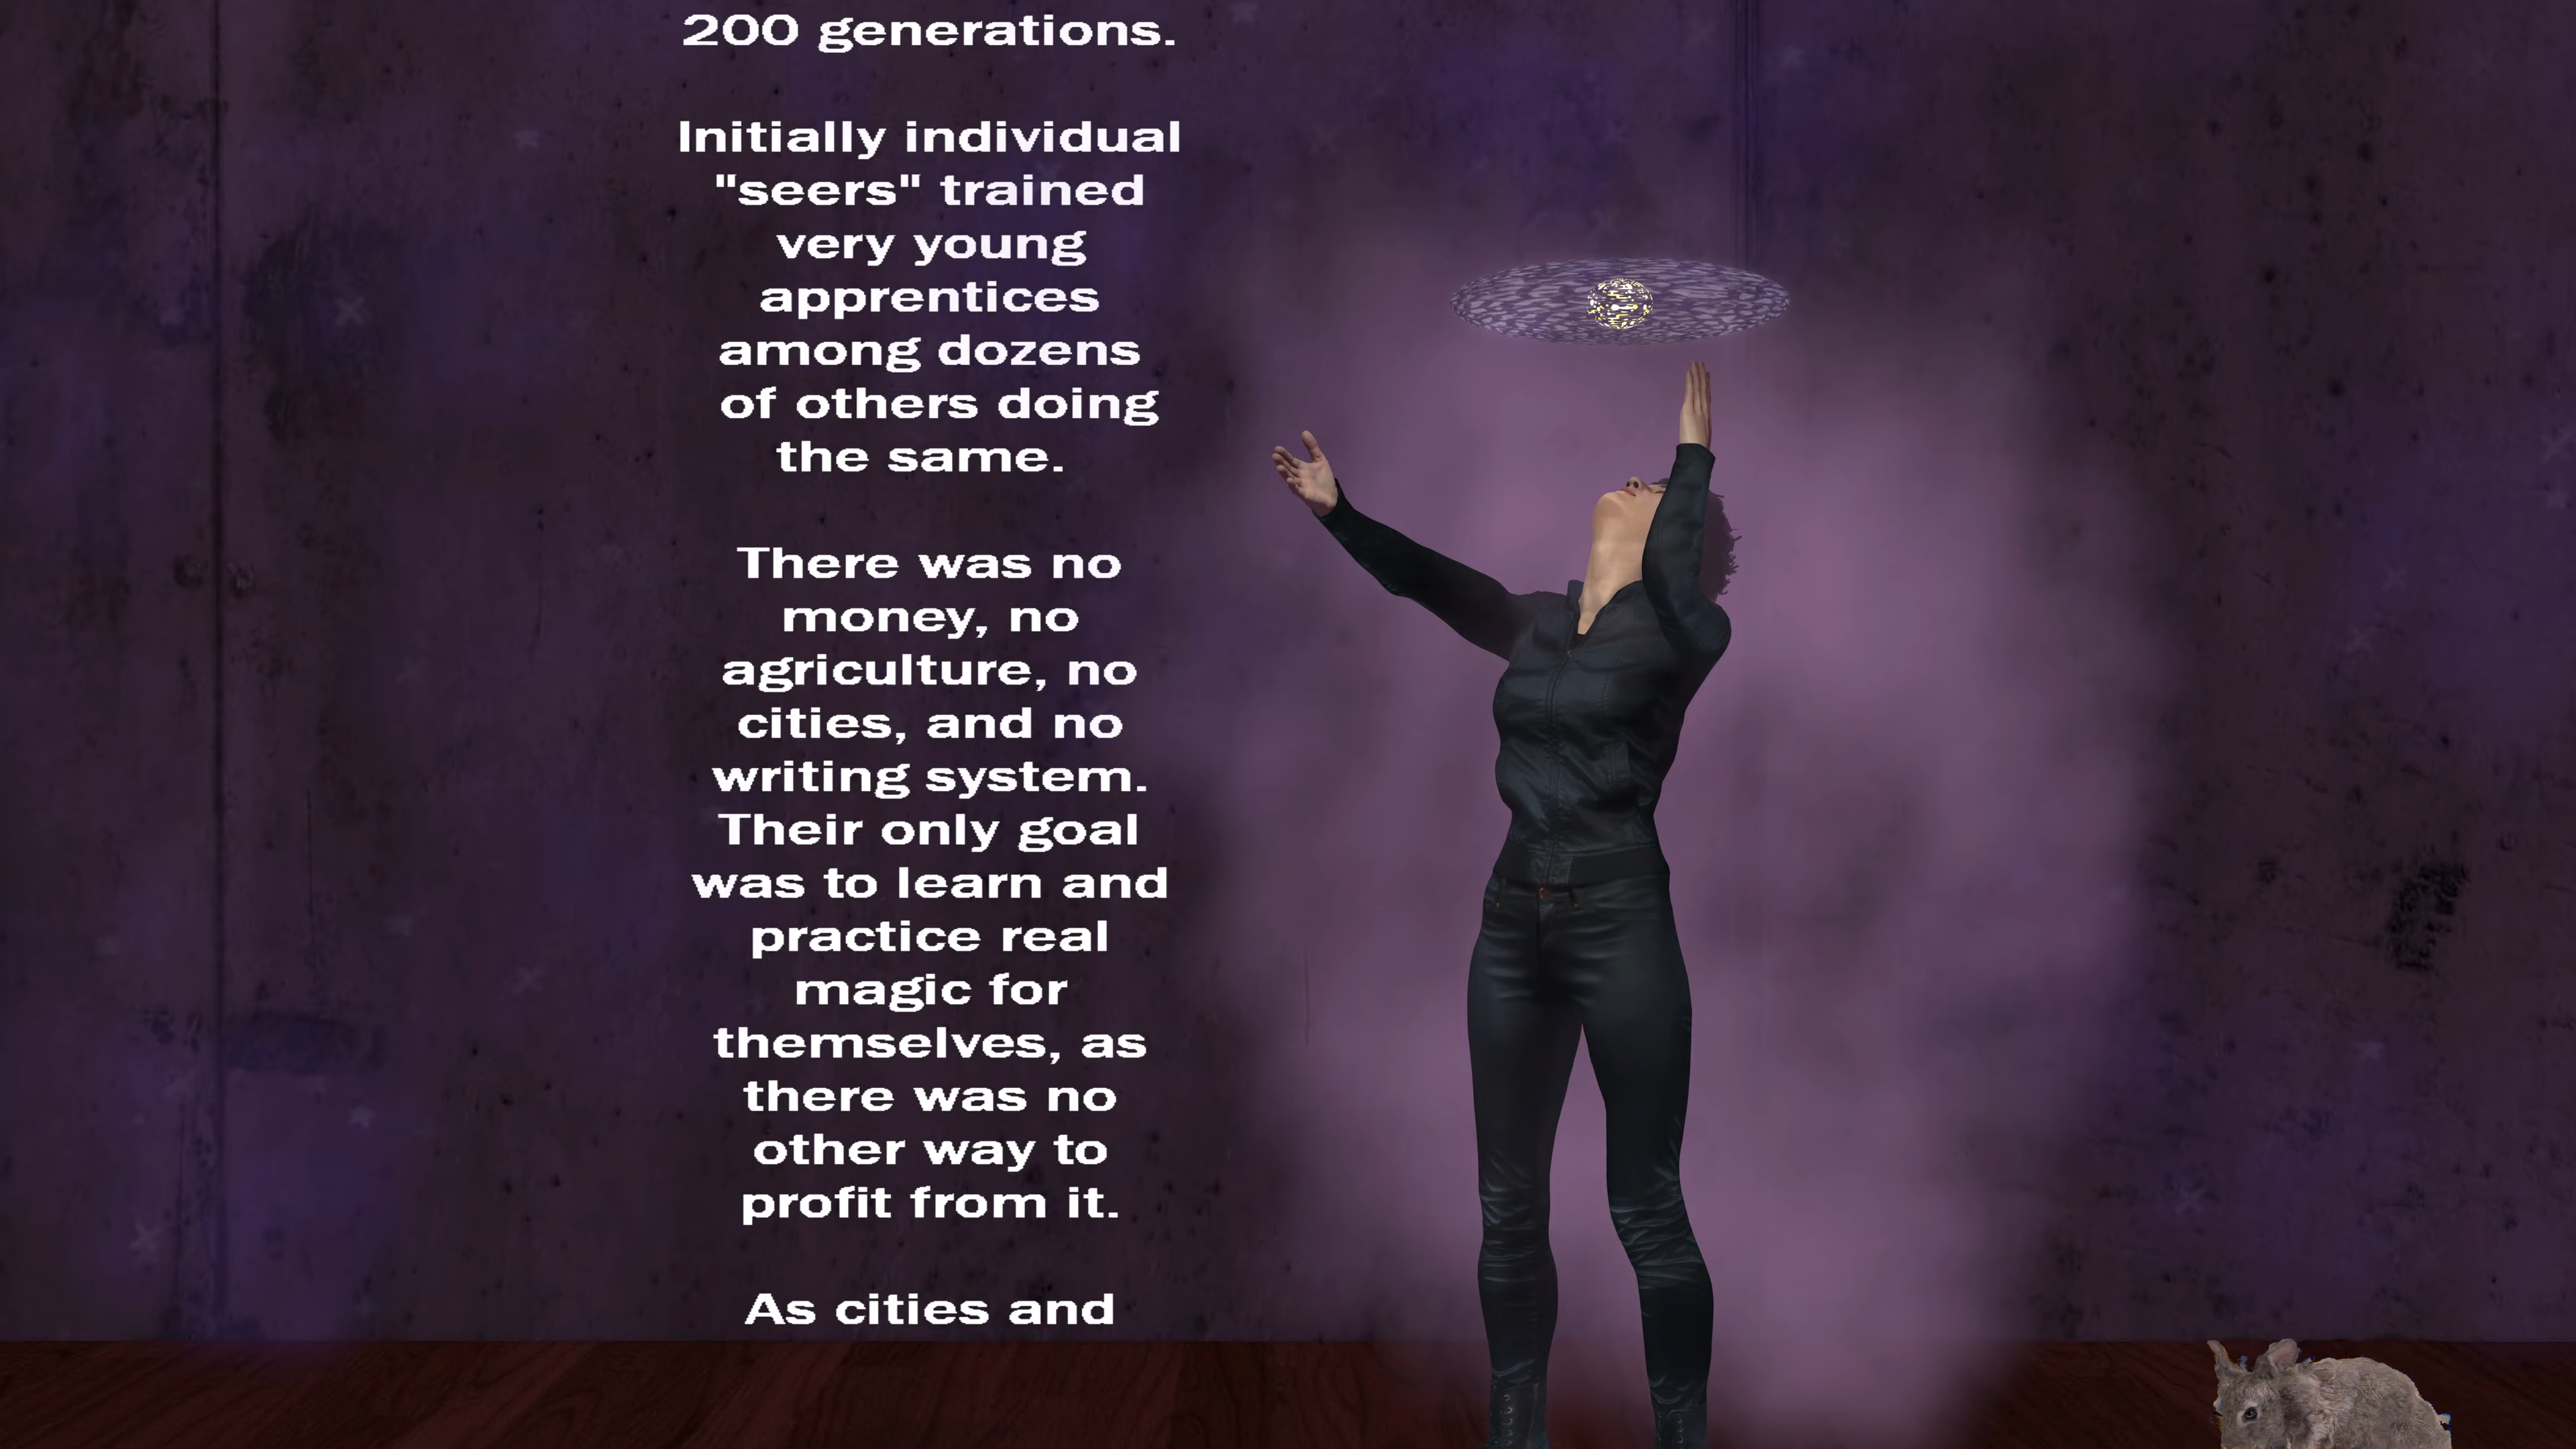 200 generations.
Initially individual
"seers" trained
very young
apprentices
among dozens
of others doing
the same.
There was no
money, no
agriculture, no
cities, and no
writing system.
Their only goal
was to learn and
practice real
magic for
themselves, as
there was no
other way to
profit from it.
As cities and